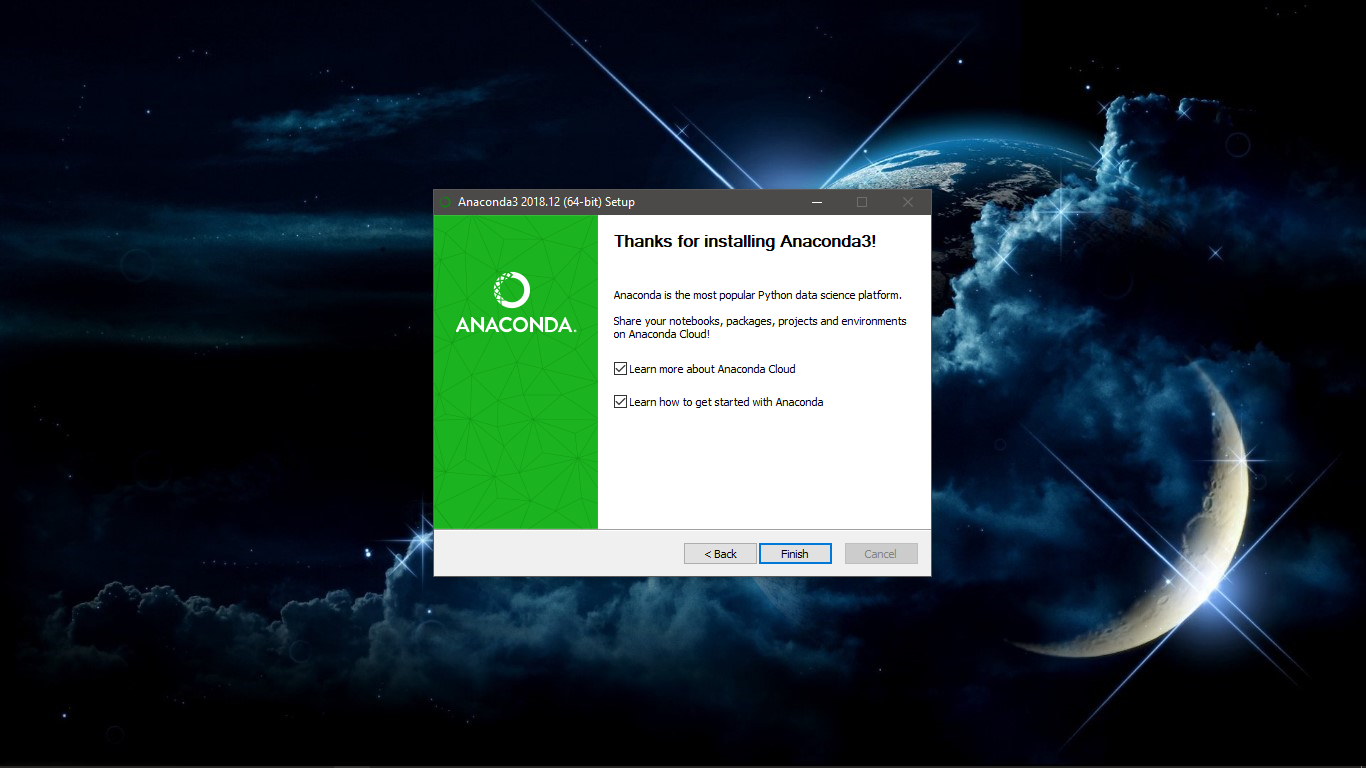 Anaconda3 2018.12 (64-bit) Setup
ANACONDA.
Thanks for installing Anaconda3!
Anaconda is the most popular Python data science platform.
Share your notebooks, packages, projects and environments
on Anaconda Cloud!
Learn more about Anaconda Cloud
Learn how to get started with Anaconda
< Back
Finish
Cancel